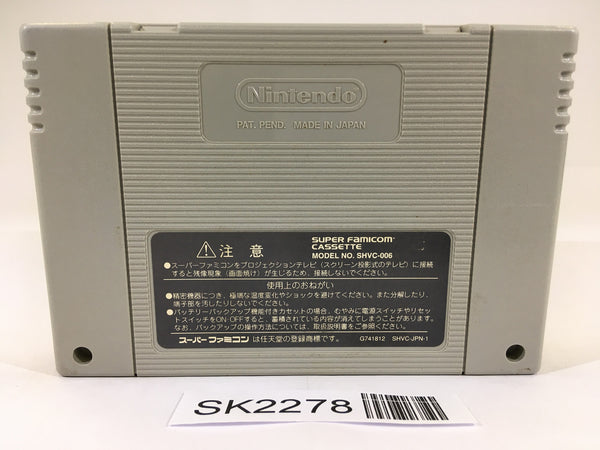 Nintendo
PAT. PEND. MADE IN JAPAN
注意
SUPER FAMICOM
CASSETTE
MODEL NO. SHVC-006
●スーパーファミコンをプロジェクションテレビ(スクリーン投影式のテレビ)に接続
すると残像現象(画面焼け)が生じるため、接続しないでください。
使用上のおねがい
●精密機器につき、極端な温度変化やショックを避けてください。また分解したり、
端子部を汚したりしないでください。
●バッテリーバックアップ機能付きカセットの場合、むやみに電源スイッチやリセッ
トスイッチをON・OFFすると、蓄積されている内容が消えてしまうことがあります。
なお、バックアップの操作方法については、取扱説明書をご参照ください。
スーパーファミコンは任天堂の登録商標です。 G741812 SHVC-JPN-1
SK2278